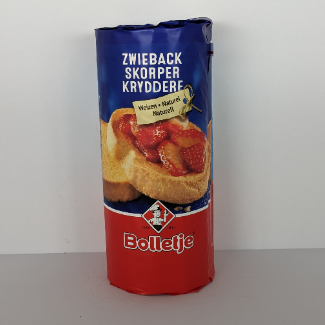 ZWIEBACK
SKORPER
KRYDDERE
Weizen • Naturel
Naturell
Bolletje